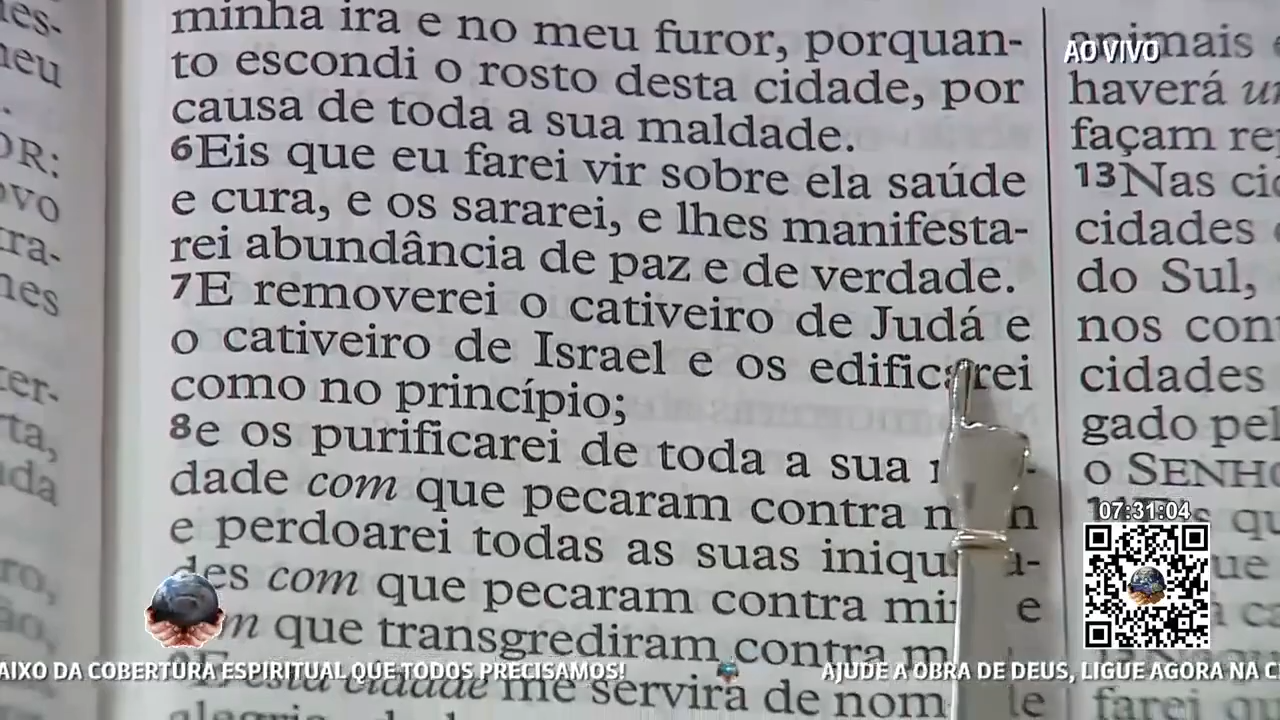 minha ira e no meu furor, porquan-
to escondi o rosto desta cidade, por
causa de toda a sua maldade.
6Eis que eu farei vir sobre ela saúde
e cura, e os sararei, e lhes manifesta-
rei abundância de paz e de verdade.
7E removerei o cativeiro de Judá e
o cativeiro de Israel e os edificarei
como no princípio;
8e os purificarei de toda a sua
dade com que pecaram contra
e perdoarei todas as suas
des com que pecaram contra e
que transgrediram contra
esta cidade me servirá de nome
AO VIVO
animais
haverá
façam
13Nas
cidades
do Sul,
nos
cidades
gado
o
07:31:04
AIXO DA COBERTURA ESPIRITUAL QUE TODOS PRECISAMOS!
AJUDE A OBRA DE DEUS, LIGUE AGORA NA